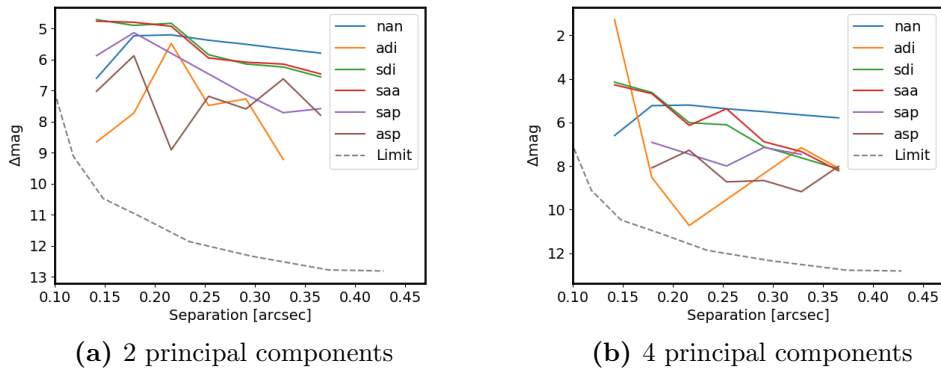 5
6
7
8
9
10
11
12
13
Δmag
0.10 0.15 0.20 0.25 0.30 0.35 0.40 0.45
Separation [arcsec]
nan
adi
sdi
saa
sap
asp
Limit
(a) 2 principal components
2
4
6
8
10
12
Δmag
0.10 0.15 0.20 0.25 0.30 0.35 0.40 0.45
Separation [arcsec]
nan
adi
sdi
saa
sap
asp
Limit
(b) 4 principal components